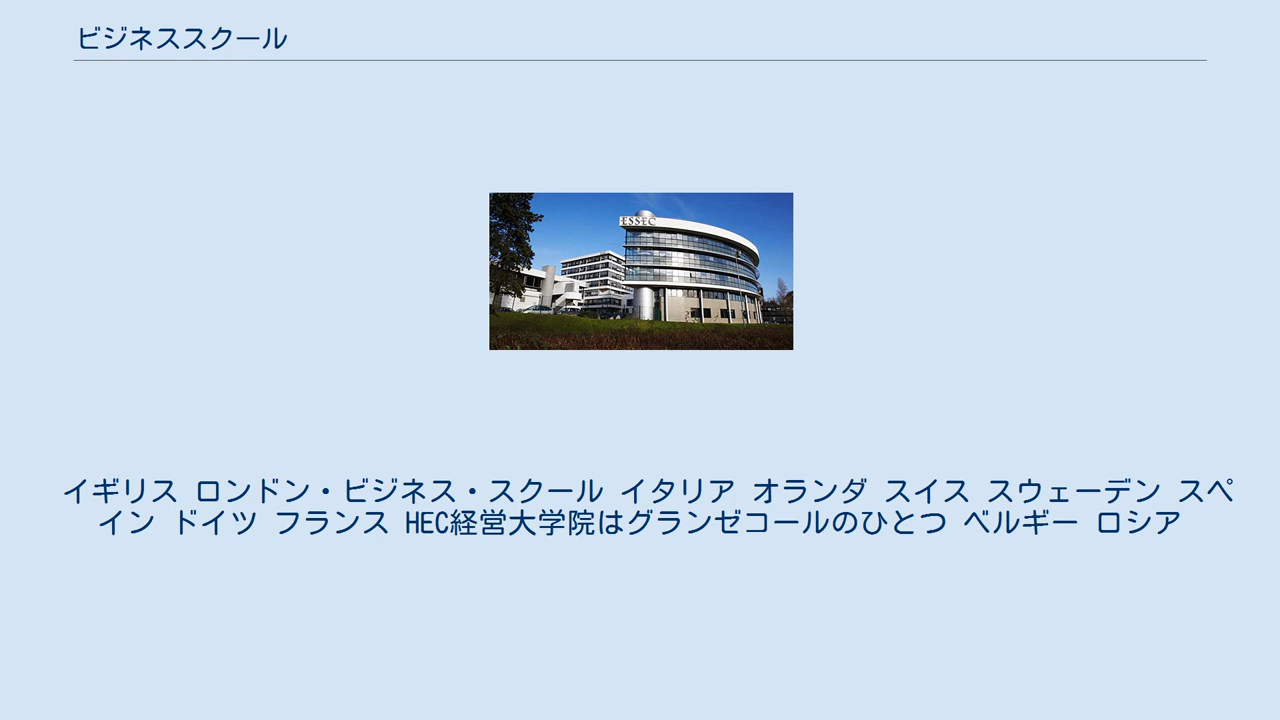 ビジネススクール
ESSEC
イギリス ロンドン・ビジネス・スクール イタリア オランダ スイス スウェーデン スペ
イン ドイツ フランス HEC経営大学院はグランゼコールのひとつ ベルギー ロシア